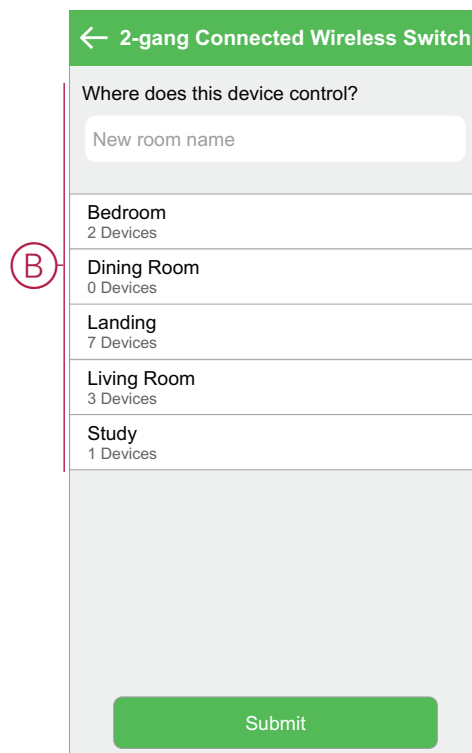 2-gang Connected Wireless Switch
Where does this device control?
New room name
Bedroom
2 Devices
Dining Room
0 Devices
B
Landing
7 Devices
Living Room
3 Devices
Study
1 Devices
Submit